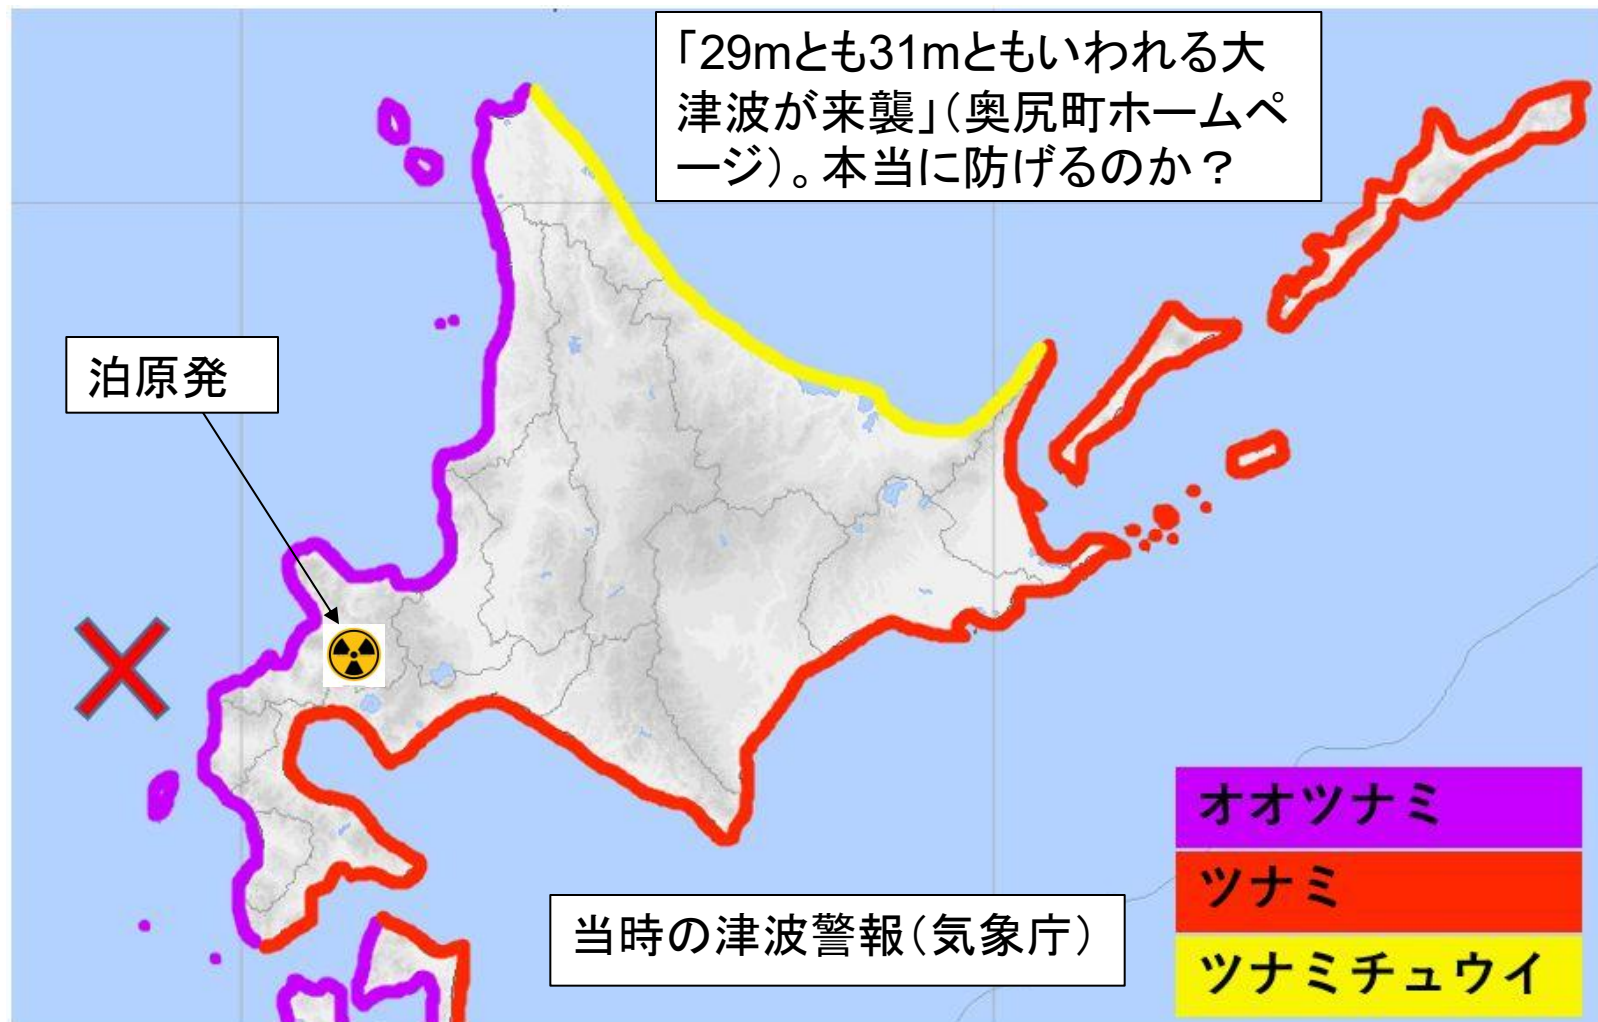 「29mとも31mともいわれる大
津波が来襲」（奥尻町ホームペ
ージ）。本当に防げるのか？
泊原発
オオツナミ
ツナミ
当時の津波警報（気象庁）
ツナミチュウイ